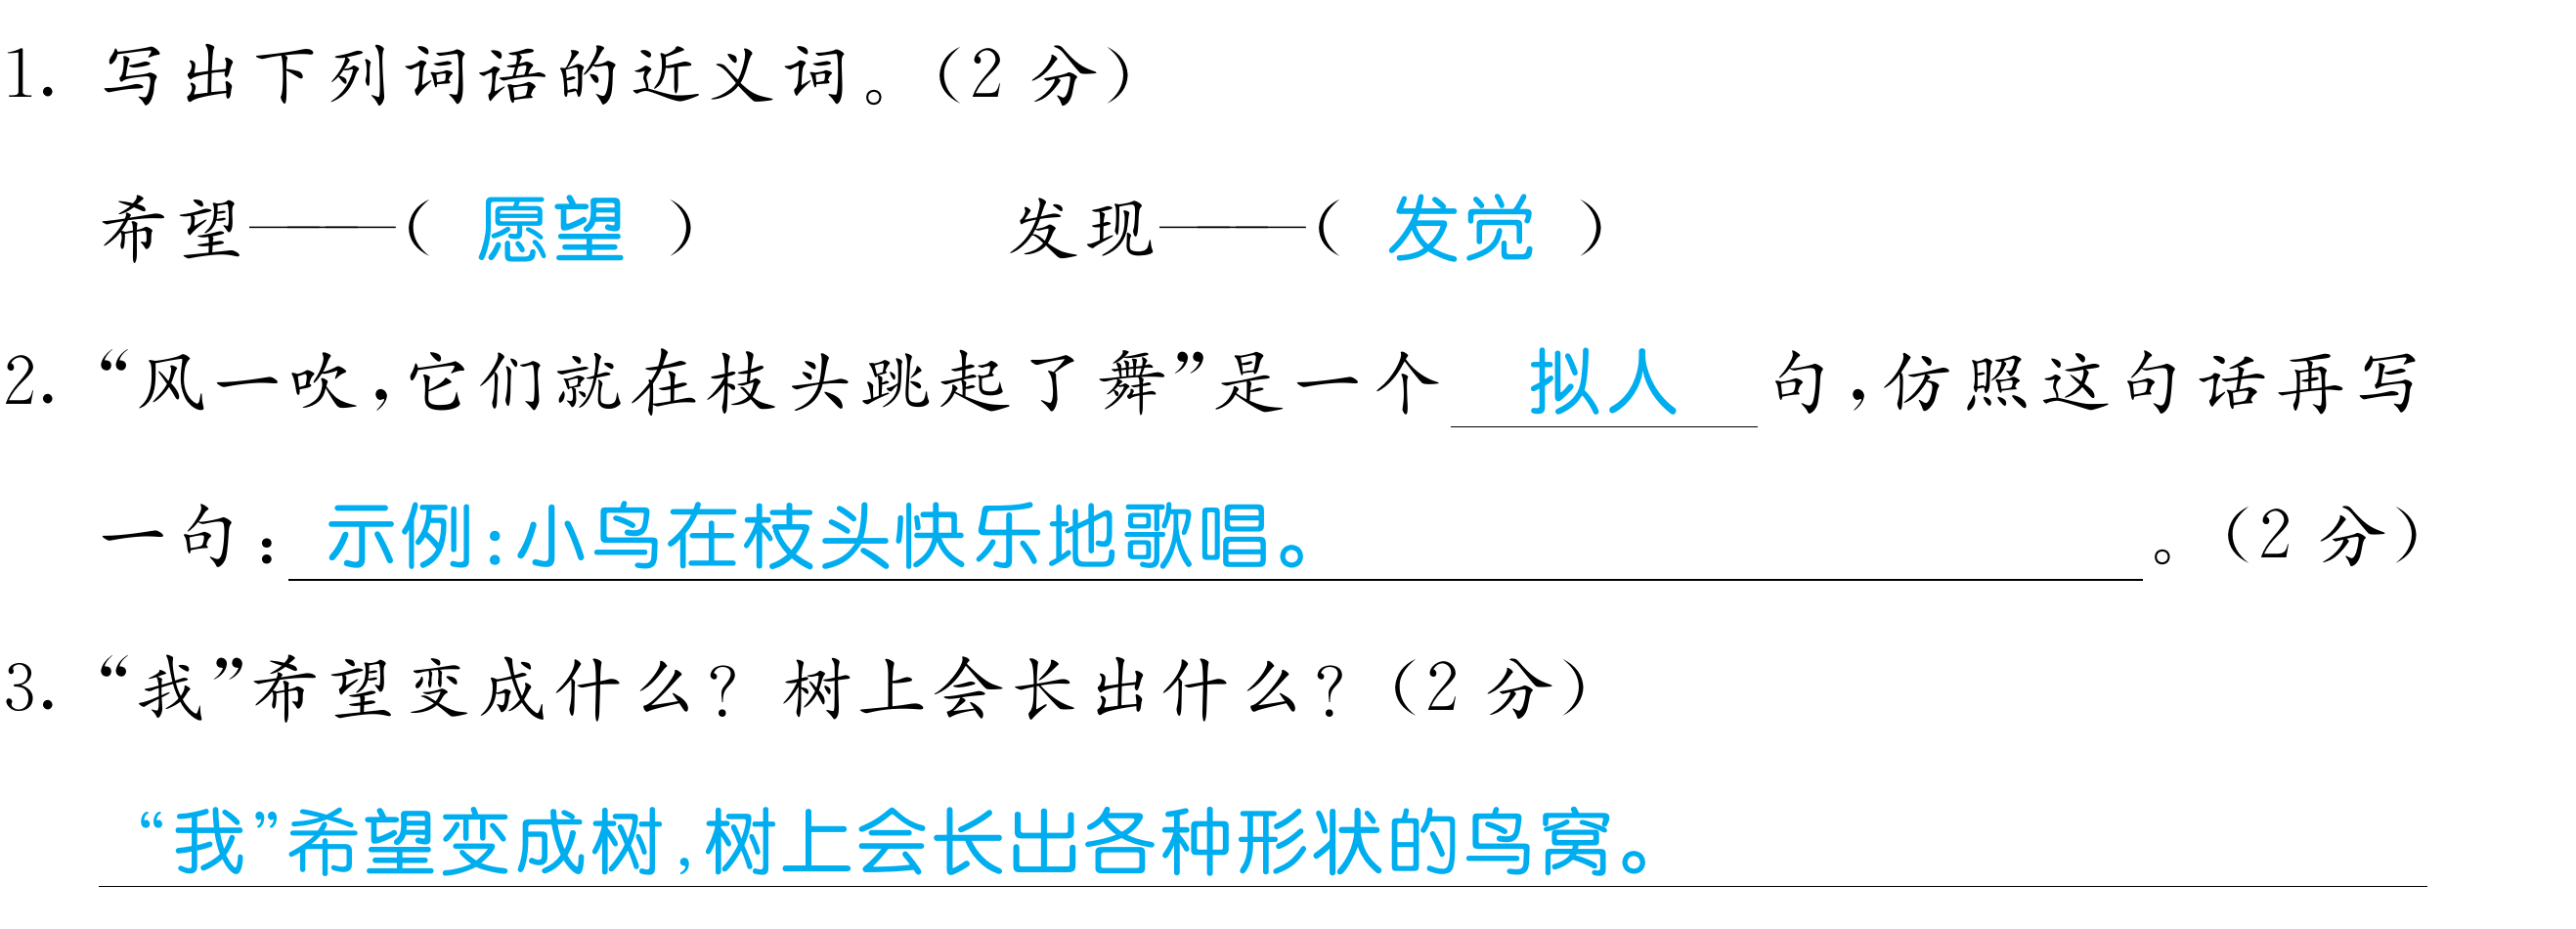 1. 写出下列词语的近义词。(2 分)
希望——( 愿望 ) 发现——( 发觉 )
2. “风一吹,它们就在枝头跳起了舞”是一个 拟人 句,仿照这句话再写
一句: 示例:小鸟在枝头快乐地歌唱。 。(2 分)
3. “我”希望变成什么? 树上会长出什么?(2 分)
“我”希望变成树,树上会长出各种形状的鸟窝。